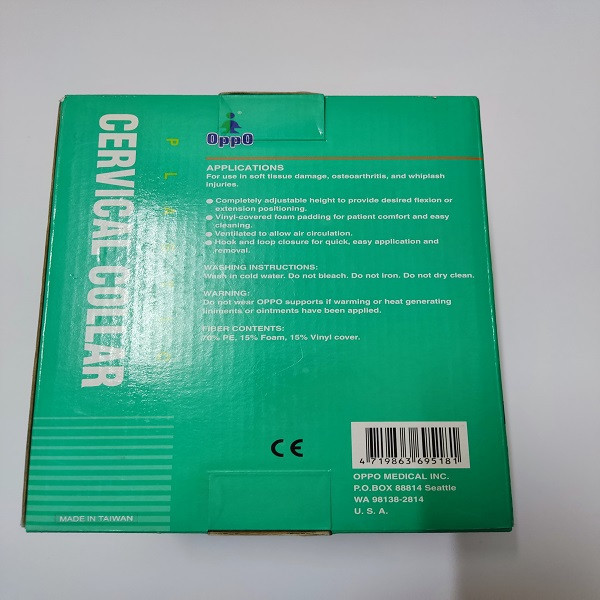 CERVICAL COLLAR
OppO
APPLICATIONS
For use in soft tissue damage, osteoarthritis, and whiplash
injuries.
Completely adjustable height to provide desired flexion or
extension positioning.
Vinyl-covered foam padding for patient comfort and easy
cleaning.
Ventilated to allow air circulation.
Hook and loop closure for quick, easy application and
removal.
WASHING INSTRUCTIONS:
Wash in cold water. Do not bleach. Do not iron. Do not dry clean.
WARNING:
Do not wear OPPO supports if warming or heat generating
liniments or ointments have been applied.
FIBER CONTENTS:
70% PE, 15% Foam, 15% Vinyl cover.
CE
4 719863 695181
OPPO MEDICAL INC.
P.O.BOX 88814 Seattle
WA 98138-2814
U. S. A.
MADE IN TAIWAN